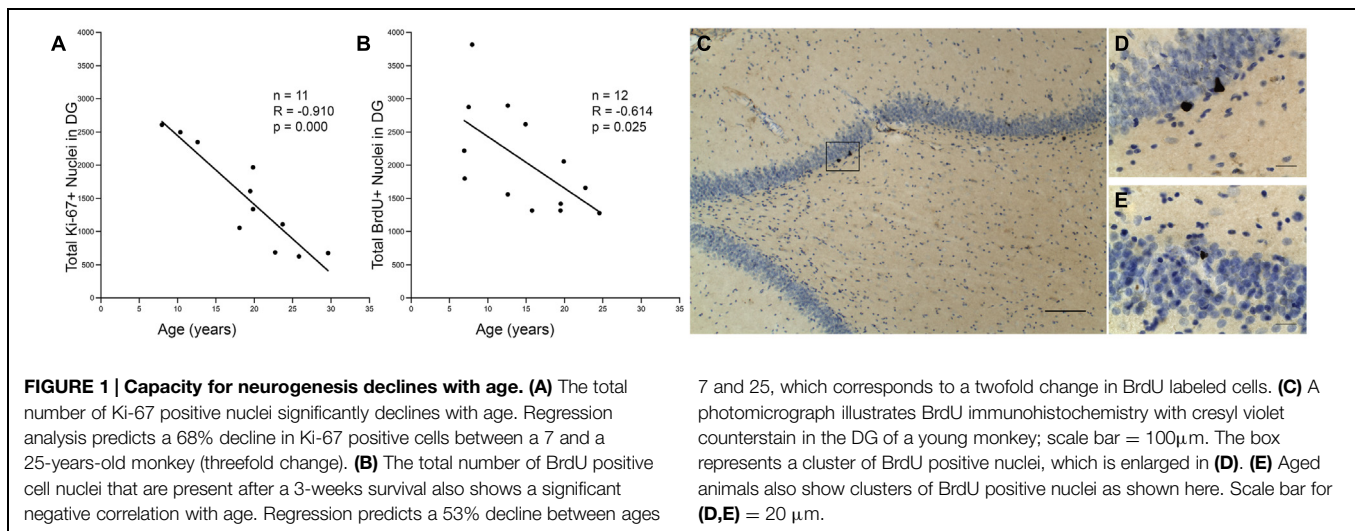 A
4000
3500
3000
2500
2000
1500
1000
500
0
Total Ki-67+ Nuclei in DG
n = 11
R = -0.910
p = 0.000
0 5 10 15 20 25 30 35
Age (years)
B
4000
3500
3000
2500
2000
1500
1000
500
0
Total BrdU+ Nuclei in DG
n = 12
R = -0.614
p = 0.025
0 5 10 15 20 25 30 35
Age (years)
C
D
E
FIGURE 1 | Capacity for neurogenesis declines with age. (A) The total
number of Ki-67 positive nuclei significantly declines with age. Regression
analysis predicts a 68% decline in Ki-67 positive cells between a 7 and a
25-years-old monkey (threefold change). (B) The total number of BrdU positive
cell nuclei that are present after a 3-weeks survival also shows a significant
negative correlation with age. Regression predicts a 53% decline between ages
7 and 25, which corresponds to a twofold change in BrdU labeled cells. (C) A
photomicrograph illustrates BrdU immunohistochemistry with cresyl violet
counterstain in the DG of a young monkey; scale bar = 100μm. The box
represents a cluster of BrdU positive nuclei, which is enlarged in (D). (E) Aged
animals also show clusters of BrdU positive nuclei as shown here. Scale bar for
(D,E) = 20 μm.